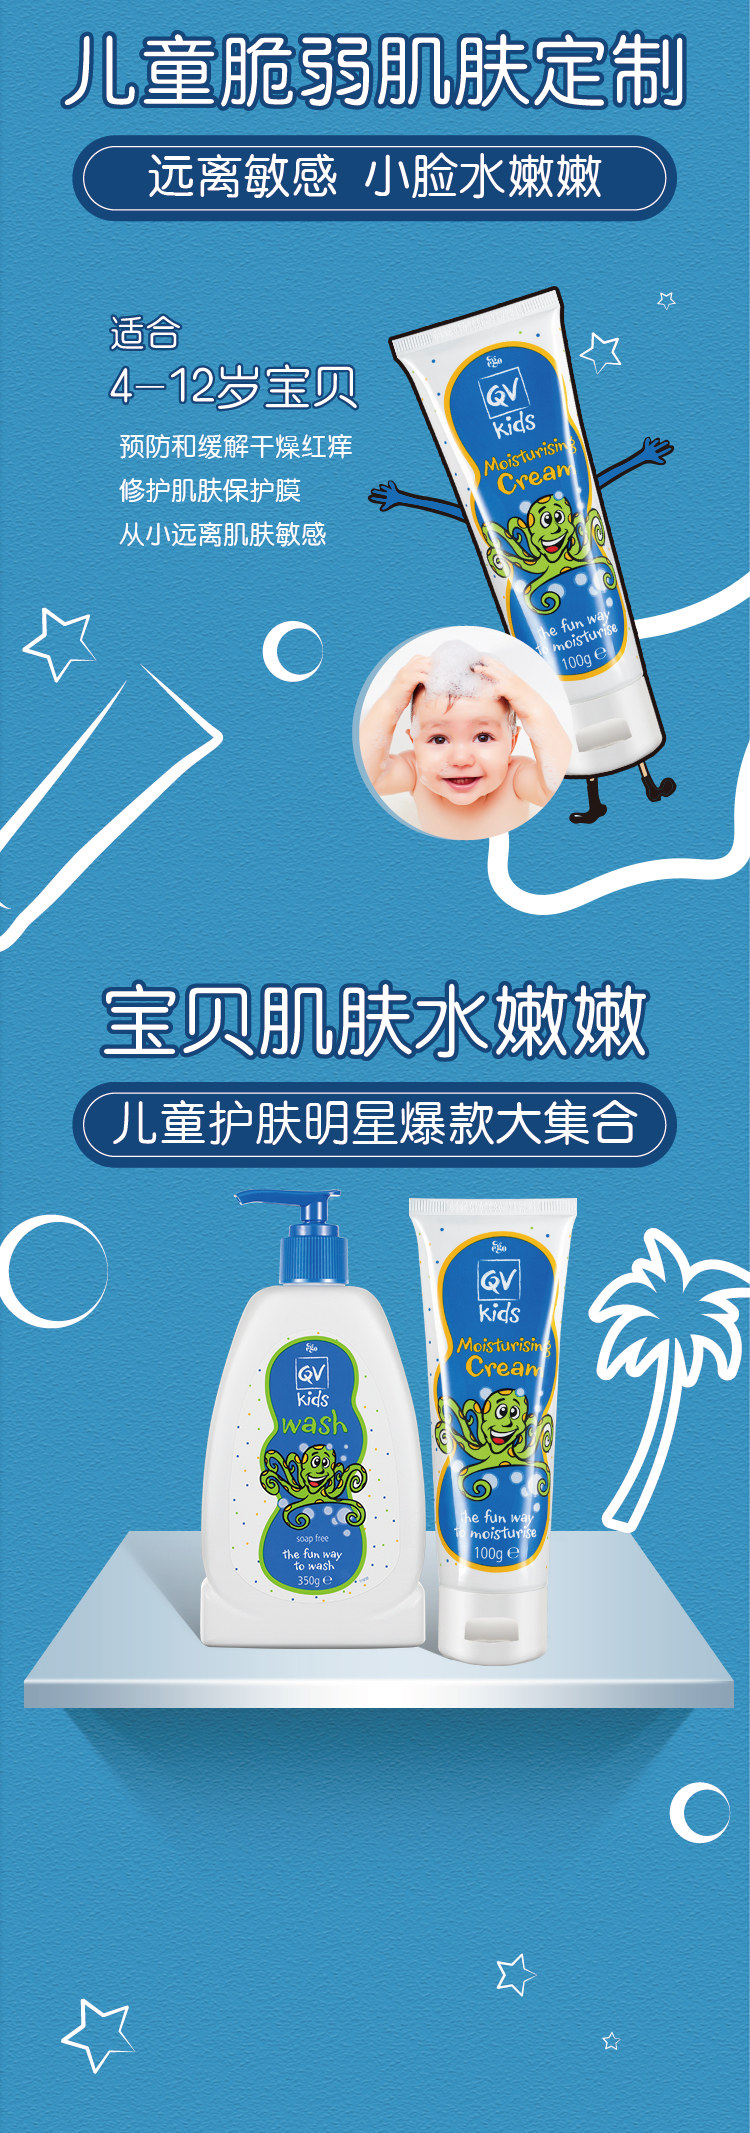 儿童脆弱肌肤定制
远离敏感 小脸水嫩嫩
适合
4-12岁宝贝
预防和缓解干燥红痒
修护肌肤保护膜
从小远离肌肤敏感
Ego
QV
Kids
Moisturising
Cream
the fun way
to moisturise
100g e
宝贝肌肤水嫩嫩
儿童护肤明星爆款大集合
Ego
QV
Kids
wash
soap free
the fun way
to wash
350g e
Ego
QV
Kids
Moisturising
Cream
the fun way
to moisturise
100g e